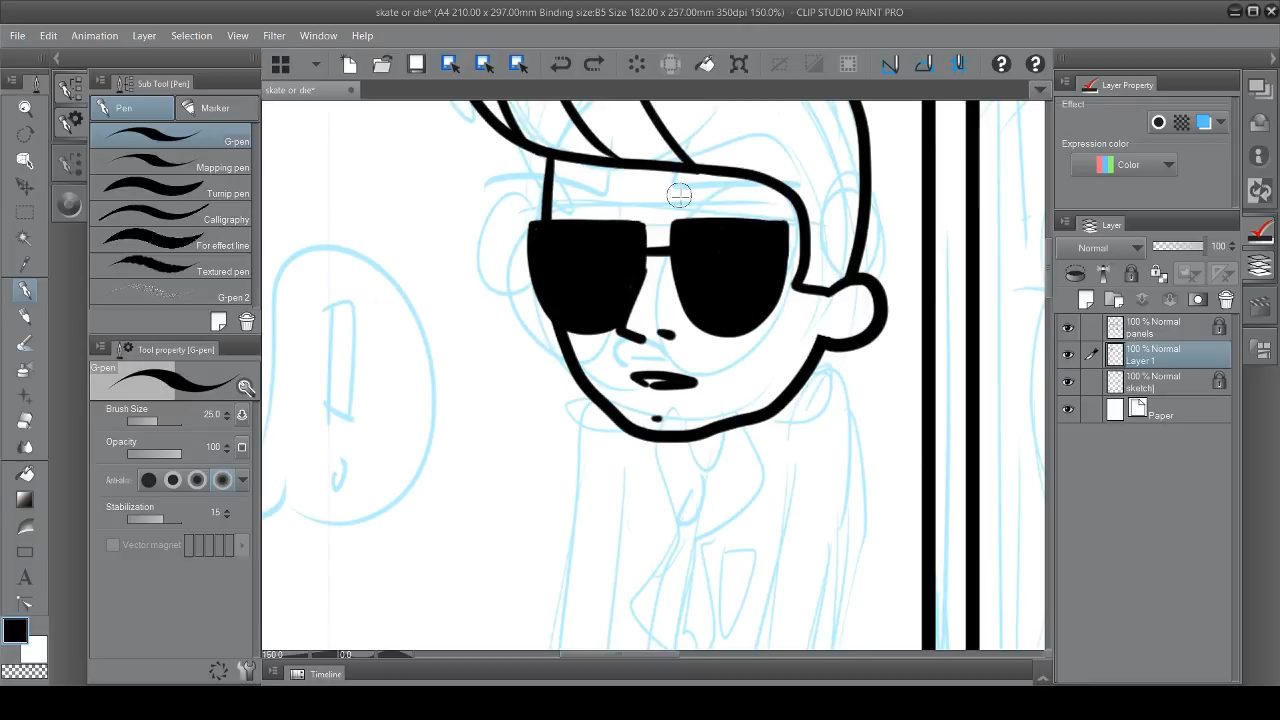 skate or die* (A4 210.00 x 297.00mm Binding size:B5 Size 182.00 x 257.00mm 350dpi 150.0%) - CLIP STUDIO PAINT PRO
File Edit Animation Layer Selection View Filter Window Help
Sub Tool [Pen]
Pen
Marker
G-pen
Mapping pen
Turnip pen
Calligraphy
For effect line
Textured pen
G-pen 2
Tool property [G-pen]
G-pen
Brush Size 25.0
Opacity 100
Stabilization
15
Vector magnet
skate or die*
150.0
0.0
Timeline
Layer Property
Effect
Expression color
Color
Layer
Normal 100
100 % Normal
panels
100 % Normal
Layer 1
100 % Normal
sketch
Paper